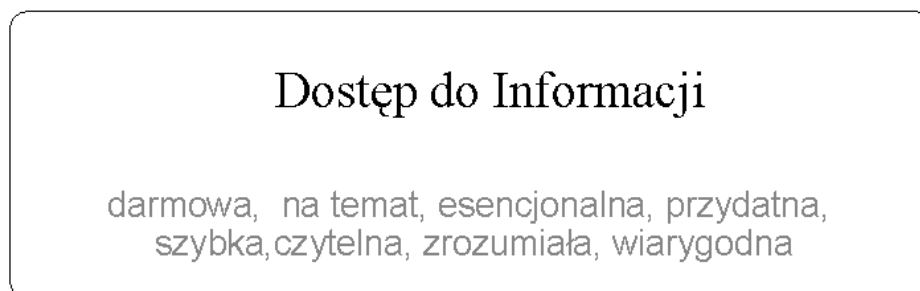 Dostęp do Informacji
darmowa,  na temat, esencjonalna, przydatna,
szybka,czytelna, zrozumiała, wiarygodna